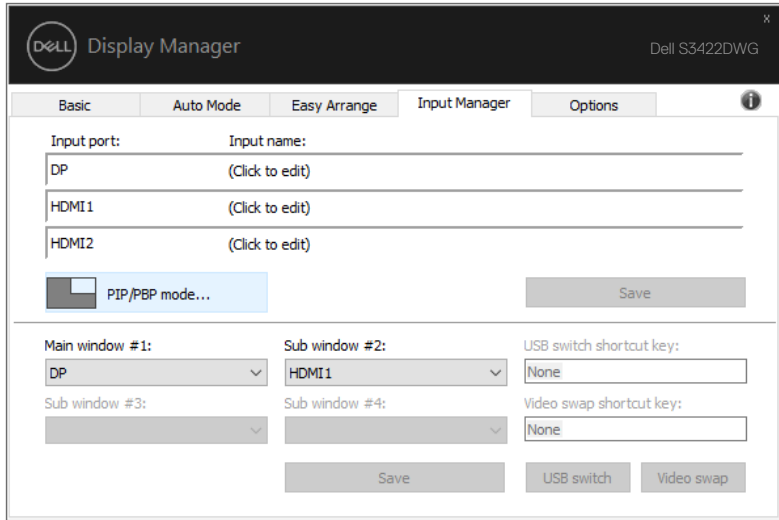 x
DELL Display Manager
Dell S3422DWG
Basic Auto Mode Easy Arrange Input Manager Options i
Input port: Input name:
DP (Click to edit)
HDMI1 (Click to edit)
HDMI2 (Click to edit)
PIP/PBP mode... Save
Main window #1: Sub window #2: USB switch shortcut key:
DP HDMI1 None
Sub window #3: Sub window #4: Video swap shortcut key:
None
Save USB switch Video swap